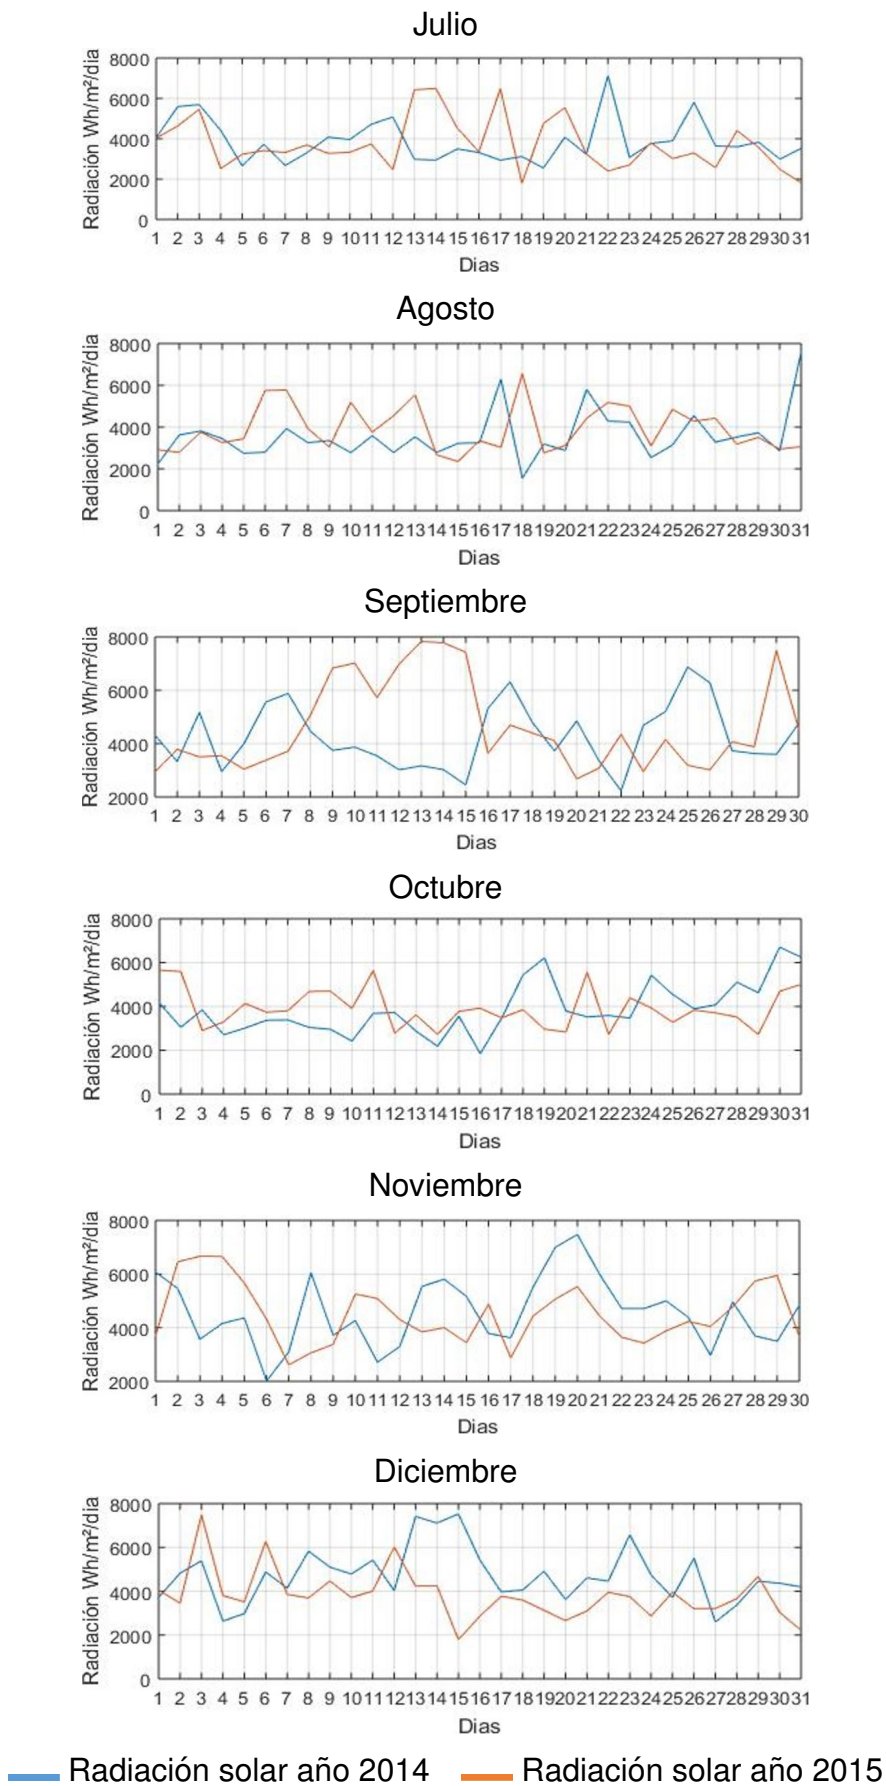 Julio
Radiación Wh/m²/dia
8000
6000
4000
2000
0
1 2 3 4 5 6 7 8 9 10 11 12 13 14 15 16 17 18 19 20 21 22 23 24 25 26 27 28 29 30 31
Dias
Agosto
Radiación Wh/m²/dia
8000
6000
4000
2000
0
1 2 3 4 5 6 7 8 9 10 11 12 13 14 15 16 17 18 19 20 21 22 23 24 25 26 27 28 29 30 31
Dias
Septiembre
Radiación Wh/m²/dia
8000
6000
4000
2000
1 2 3 4 5 6 7 8 9 10 11 12 13 14 15 16 17 18 19 20 21 22 23 24 25 26 27 28 29 30
Dias
Octubre
Radiación Wh/m²/dia
8000
6000
4000
2000
0
1 2 3 4 5 6 7 8 9 10 11 12 13 14 15 16 17 18 19 20 21 22 23 24 25 26 27 28 29 30 31
Dias
Noviembre
Radiación Wh/m²/dia
8000
6000
4000
2000
1 2 3 4 5 6 7 8 9 10 11 12 13 14 15 16 17 18 19 20 21 22 23 24 25 26 27 28 29 30
Dias
Diciembre
Radiación Wh/m²/dia
8000
6000
4000
2000
0
1 2 3 4 5 6 7 8 9 10 11 12 13 14 15 16 17 18 19 20 21 22 23 24 25 26 27 28 29 30 31
Dias
Radiación solar año 2014 Radiación solar año 2015